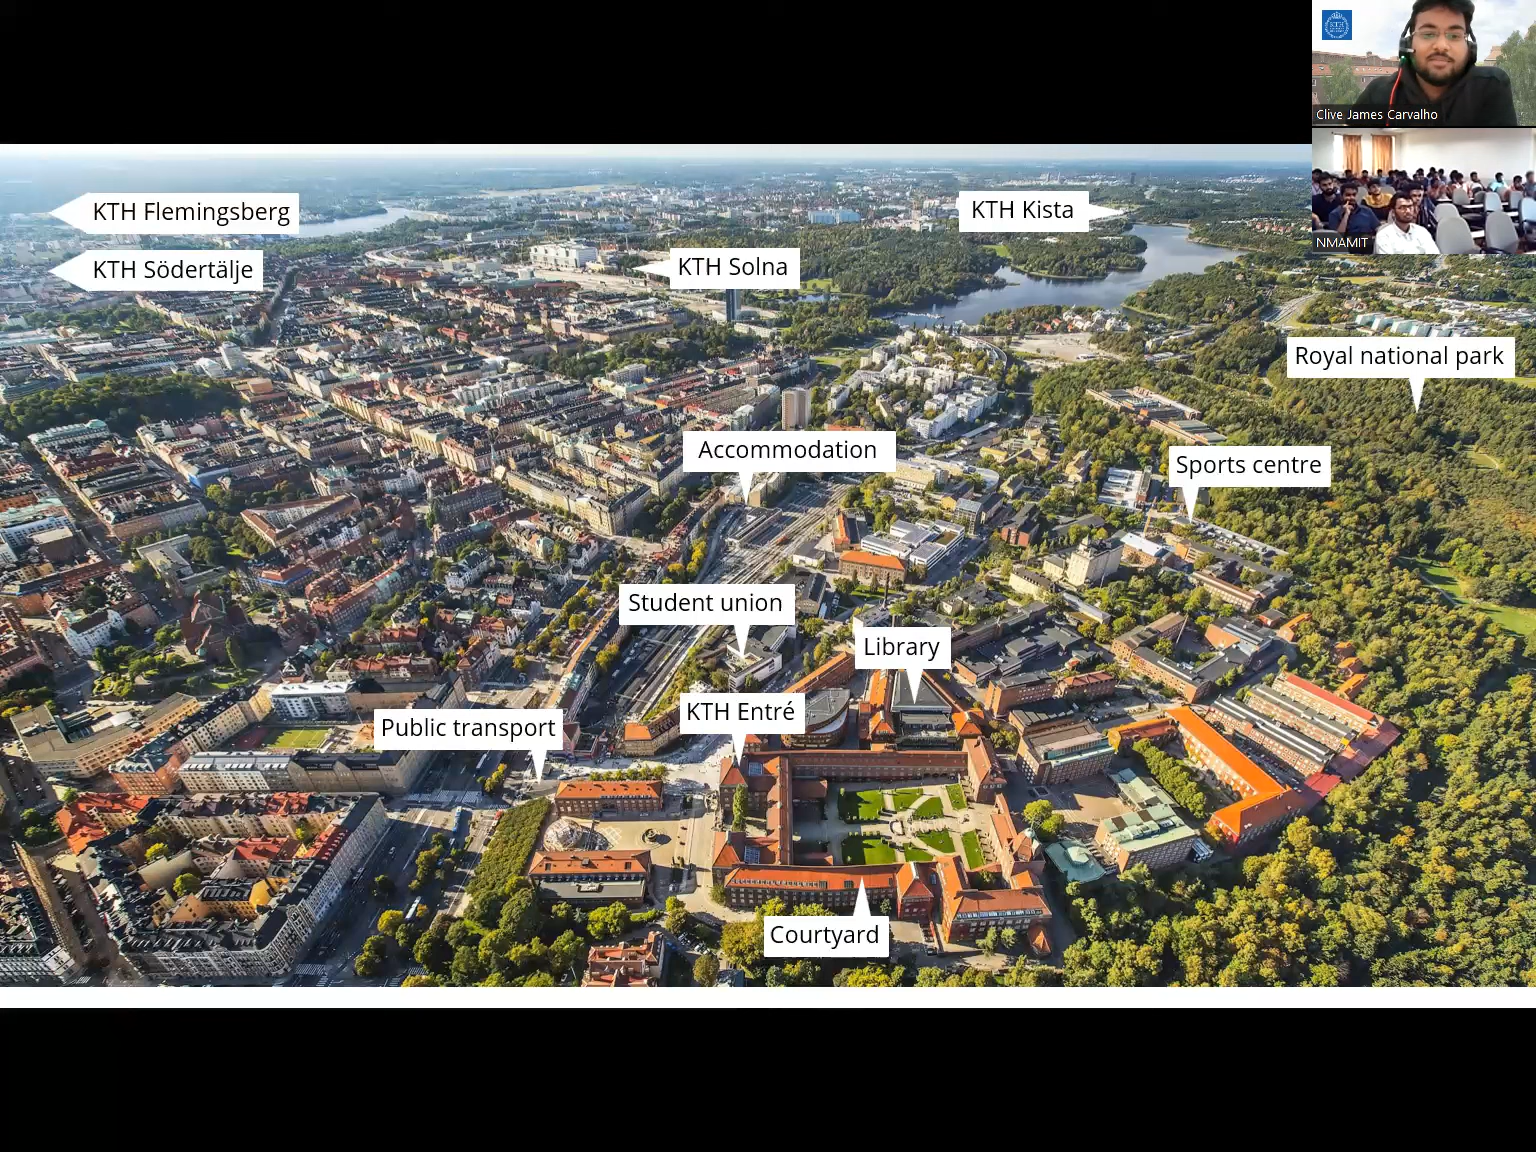 KTH
Clive James Carvalho
NMAMIT
KTH Flemingsberg
KTH Kista
KTH Södertälje
KTH Solna
Royal national park
Accommodation
Sports centre
Student union
Library
KTH Entré
Public transport
Courtyard